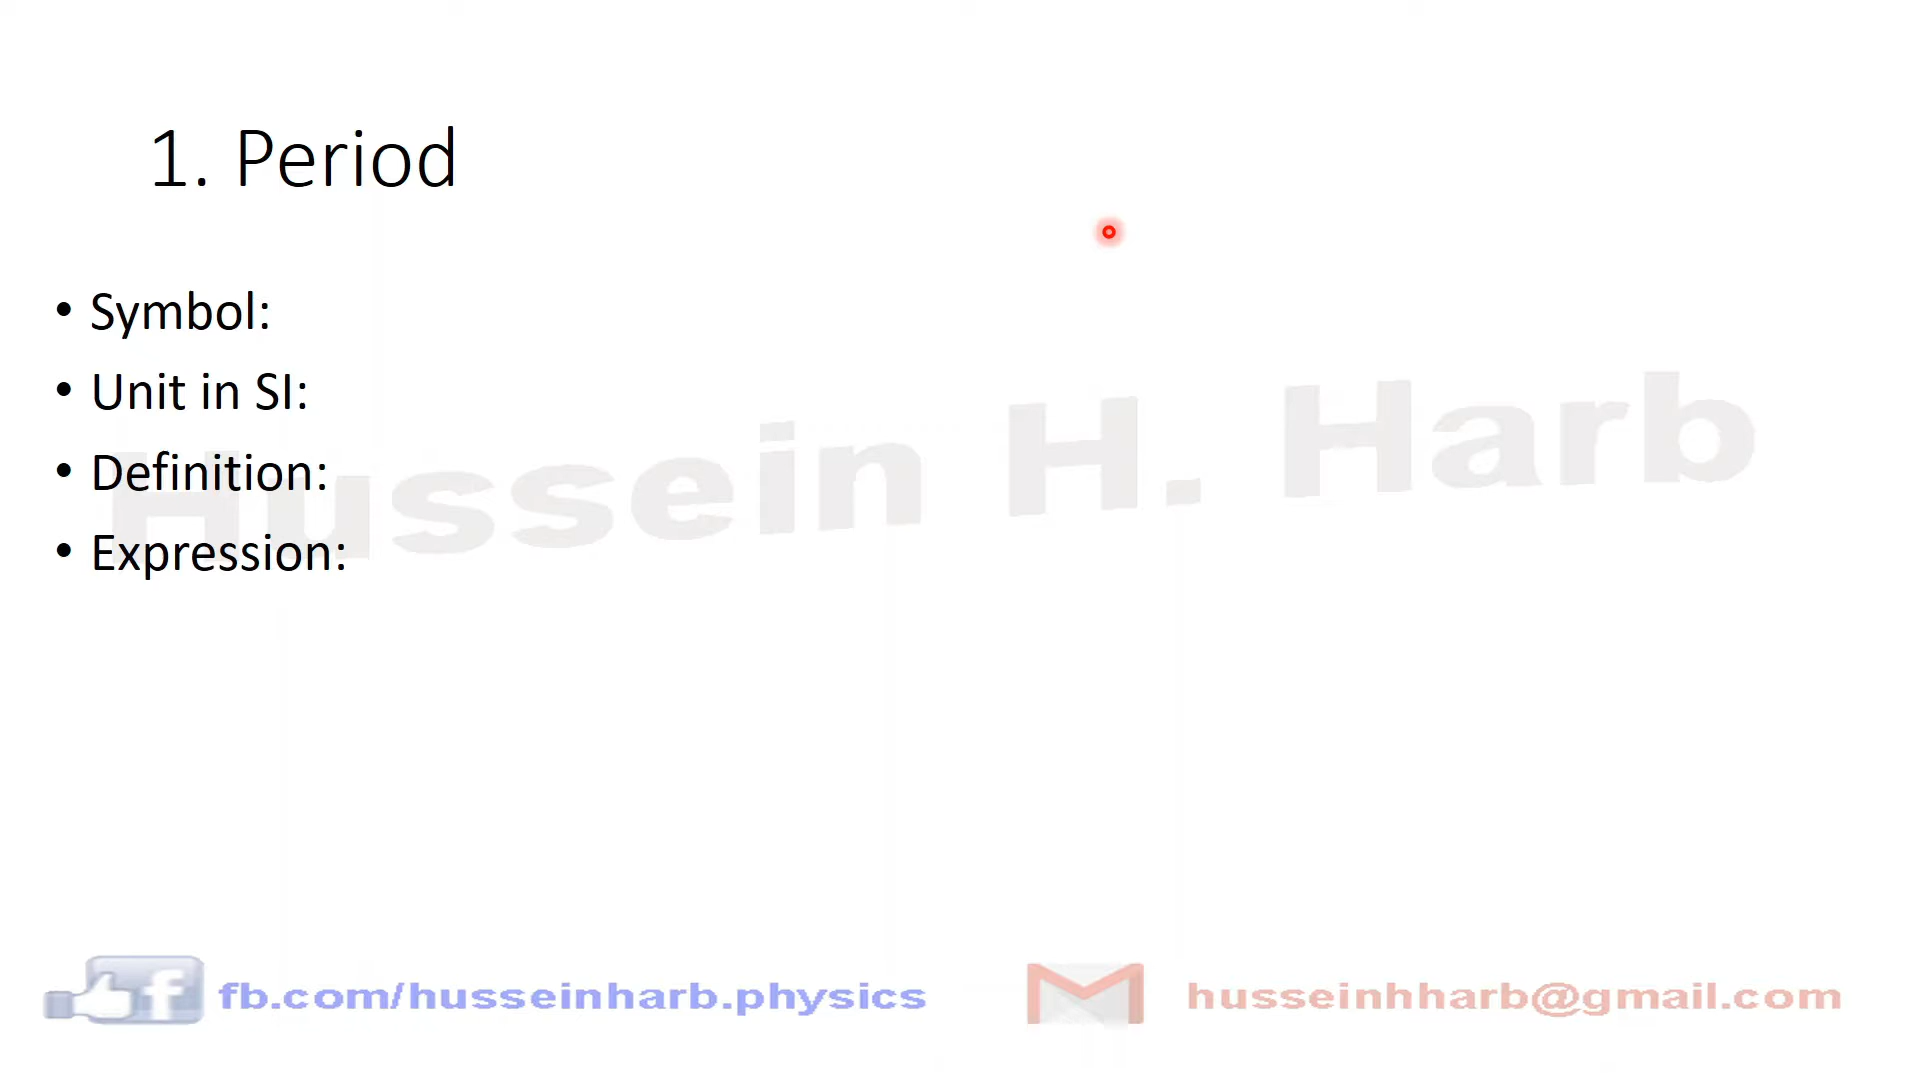 1. Period
• Symbol:
• Unit in SI:
• Definition:
• Expression:
Hussein H. Harb
fb.com/husseinharb.physics
husseinhharb@gmail.com